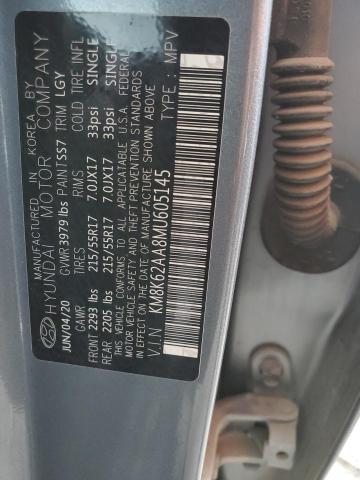 MANUFACTURED IN KOREA BY
HYUNDAI MOTOR COMPANY
JUN/04/20 GVWR 3979 lbs PAINT SS7 TRIM LGY
GAWR TIRES RIMS COLD TIRE INFL
FRONT 2293 lbs 215/55R17 7.0JX17 33psi SINGLE
REAR 2205 lbs 215/55R17 7.0JX17 33psi SINGLE
THIS VEHICLE CONFORMS TO ALL APPLICABLE U.S.A FEDERAL
MOTOR VEHICLE SAFETY AND THEFT PREVENTION STANDARDS
IN EFFECT ON THE DATE OF MANUFACTURE SHOWN ABOVE
V.I.N : KM8K62AA8MU605145 TYPE : MPV